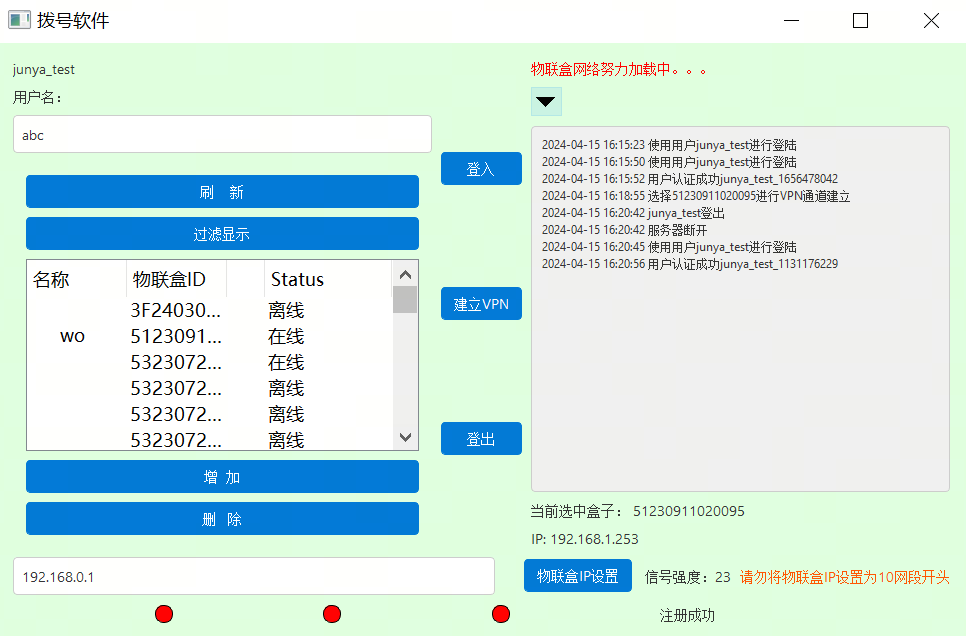 拨号软件
junya_test
用户名：
abc
刷 新
过滤显示
名称 物联盒ID Status
3F24030... 离线
wo 5123091... 在线
5323072... 在线
5323072... 离线
5323072... 离线
5323072... 离线
增 加
删 除
192.168.0.1
登入
建立VPN
登出
物联盒网络努力加载中。。。
2024-04-15 16:15:23 使用用户junya_test进行登陆
2024-04-15 16:15:50 使用用户junya_test进行登陆
2024-04-15 16:15:52 用户认证成功junya_test_1656478042
2024-04-15 16:18:55 选择51230911020095进行VPN通道建立
2024-04-15 16:20:42 junya_test登出
2024-04-15 16:20:42 服务器断开
2024-04-15 16:20:45 使用用户junya_test进行登陆
2024-04-15 16:20:56 用户认证成功junya_test_1131176229
当前选中盒子： 51230911020095
IP: 192.168.1.253
物联盒IP设置 信号强度：23 请勿将物联盒IP设置为10网段开头
注册成功